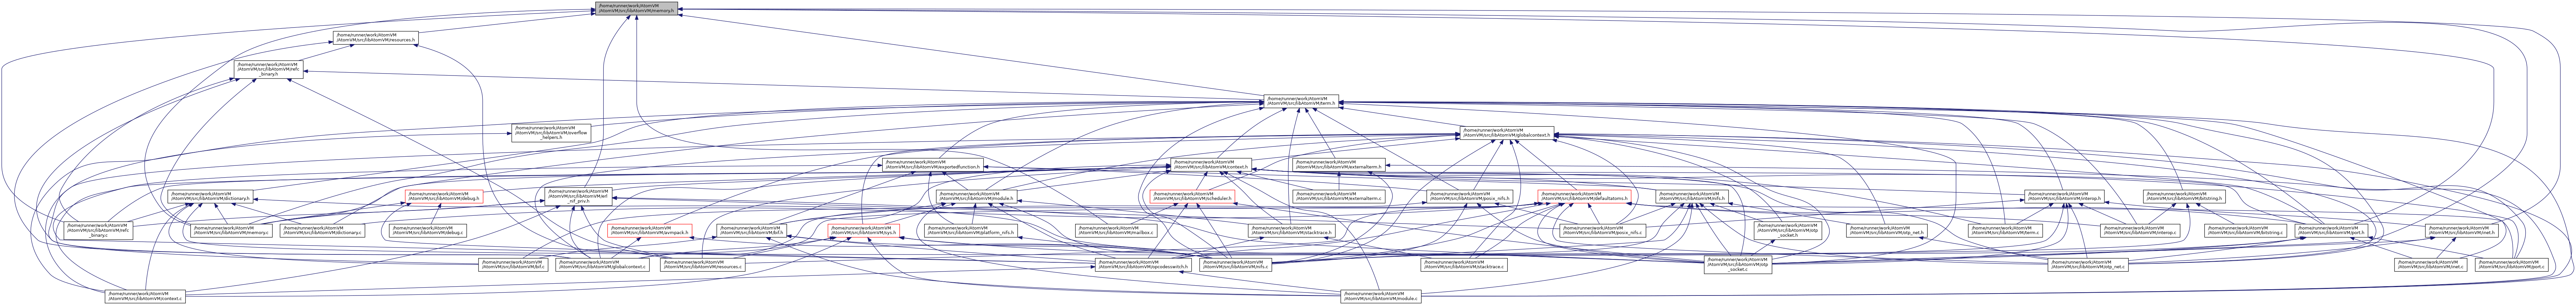 /home/runner/work/AtomVM
/AtomVM/src/libAtomVM/memory.h
/home/runner/work/AtomVM
/AtomVM/src/libAtomVM/resources.h
/home/runner/work/AtomVM
/AtomVM/src/libAtomVM/refc
_binary.h
/home/runner/work/AtomVM
/AtomVM/src/libAtomVM/term.h
/home/runner/work/AtomVM
/AtomVM/src/libAtomVM/overflow
_helpers.h
/home/runner/work/AtomVM
/AtomVM/src/libAtomVM/globalcontext.h
/home/runner/work/AtomVM
/AtomVM/src/libAtomVM/exportedfunction.h
/home/runner/work/AtomVM
/AtomVM/src/libAtomVM/context.h
/home/runner/work/AtomVM
/AtomVM/src/libAtomVM/externalterm.h
/home/runner/work/AtomVM
/AtomVM/src/libAtomVM/dictionary.h
/home/runner/work/AtomVM
/AtomVM/src/libAtomVM/debug.h
/home/runner/work/AtomVM
/AtomVM/src/libAtomVM/erl
_nif_priv.h
/home/runner/work/AtomVM
/AtomVM/src/libAtomVM/module.h
/home/runner/work/AtomVM
/AtomVM/src/libAtomVM/scheduler.h
/home/runner/work/AtomVM
/AtomVM/src/libAtomVM/externalterm.c
/home/runner/work/AtomVM
/AtomVM/src/libAtomVM/posix_nifs.h
/home/runner/work/AtomVM
/AtomVM/src/libAtomVM/defaultatoms.h
/home/runner/work/AtomVM
/AtomVM/src/libAtomVM/nifs.h
/home/runner/work/AtomVM
/AtomVM/src/libAtomVM/interop.h
/home/runner/work/AtomVM
/AtomVM/src/libAtomVM/bitstring.h
/home/runner/work/AtomVM
/AtomVM/src/libAtomVM/refc
_binary.c
/home/runner/work/AtomVM
/AtomVM/src/libAtomVM/memory.c
/home/runner/work/AtomVM
/AtomVM/src/libAtomVM/dictionary.c
/home/runner/work/AtomVM
/AtomVM/src/libAtomVM/debug.c
/home/runner/work/AtomVM
/AtomVM/src/libAtomVM/avmpack.h
/home/runner/work/AtomVM
/AtomVM/src/libAtomVM/bif.h
/home/runner/work/AtomVM
/AtomVM/src/libAtomVM/sys.h
/home/runner/work/AtomVM
/AtomVM/src/libAtomVM/platform_nifs.h
/home/runner/work/AtomVM
/AtomVM/src/libAtomVM/mailbox.c
/home/runner/work/AtomVM
/AtomVM/src/libAtomVM/stacktrace.h
/home/runner/work/AtomVM
/AtomVM/src/libAtomVM/posix_nifs.c
/home/runner/work/AtomVM
/AtomVM/src/libAtomVM/otp
_socket.h
/home/runner/work/AtomVM
/AtomVM/src/libAtomVM/otp_net.h
/home/runner/work/AtomVM
/AtomVM/src/libAtomVM/term.c
/home/runner/work/AtomVM
/AtomVM/src/libAtomVM/interop.c
/home/runner/work/AtomVM
/AtomVM/src/libAtomVM/bitstring.c
/home/runner/work/AtomVM
/AtomVM/src/libAtomVM/port.h
/home/runner/work/AtomVM
/AtomVM/src/libAtomVM/inet.h
/home/runner/work/AtomVM
/AtomVM/src/libAtomVM/bif.c
/home/runner/work/AtomVM
/AtomVM/src/libAtomVM/globalcontext.c
/home/runner/work/AtomVM
/AtomVM/src/libAtomVM/resources.c
/home/runner/work/AtomVM
/AtomVM/src/libAtomVM/opcodesswitch.h
/home/runner/work/AtomVM
/AtomVM/src/libAtomVM/nifs.c
/home/runner/work/AtomVM
/AtomVM/src/libAtomVM/stacktrace.c
/home/runner/work/AtomVM
/AtomVM/src/libAtomVM/otp
_socket.c
/home/runner/work/AtomVM
/AtomVM/src/libAtomVM/otp_net.c
/home/runner/work/AtomVM
/AtomVM/src/libAtomVM/inet.c
/home/runner/work/AtomVM
/AtomVM/src/libAtomVM/port.c
/home/runner/work/AtomVM
/AtomVM/src/libAtomVM/context.c
/home/runner/work/AtomVM
/AtomVM/src/libAtomVM/module.c